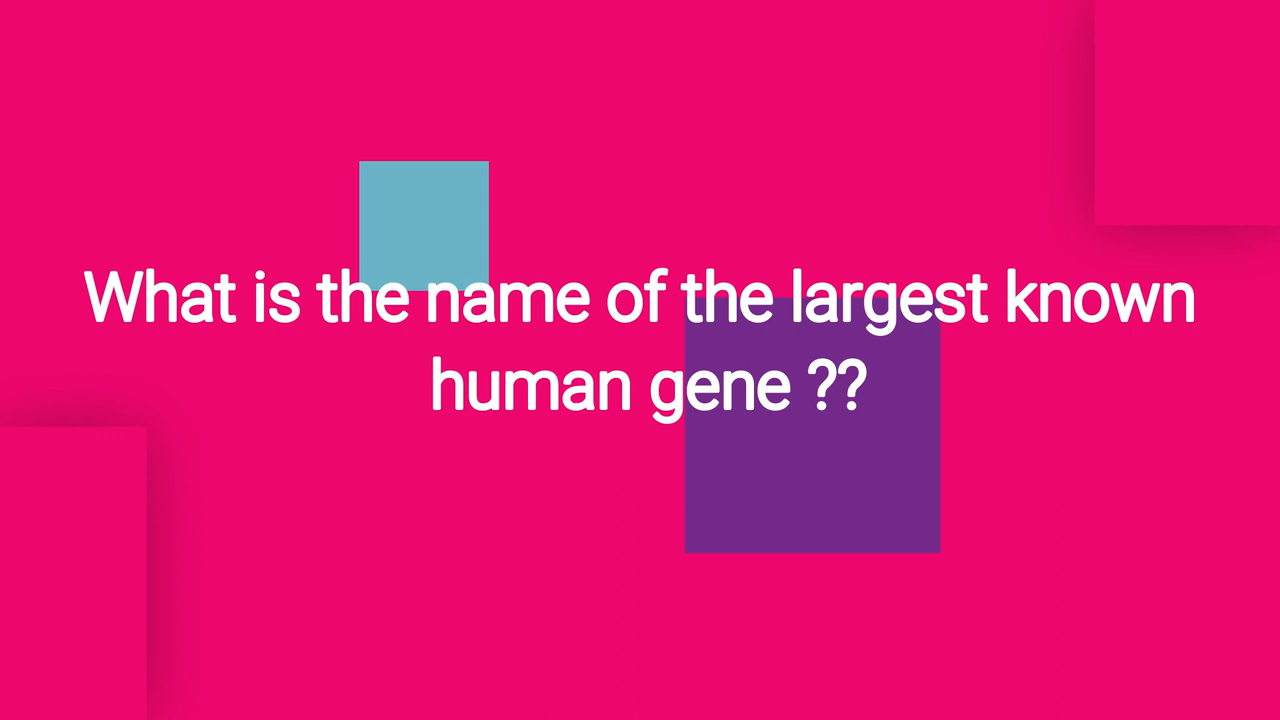 What is the name of the largest known
human gene ??